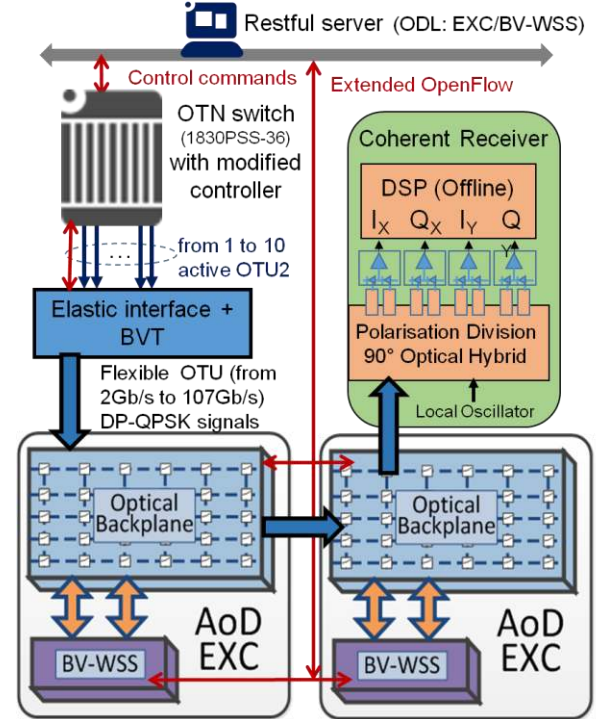 Restful server (ODL: EXC/BV-WSS)
Control commands
Extended OpenFlow
OTN switch
(1830PSS-36)
with modified
controller
...
from 1 to 10
active OTU2
Elastic interface +
BVT
Flexible OTU (from
2Gb/s to 107Gb/s)
DP-QPSK signals
Coherent Receiver
DSP (Offline)
IX QX IY Q
Y
Polarisation Division
90° Optical Hybrid
Local Oscillator
Optical
Backplane
AoD
EXC
BV-WSS
Optical
Backplane
AoD
EXC
BV-WSS